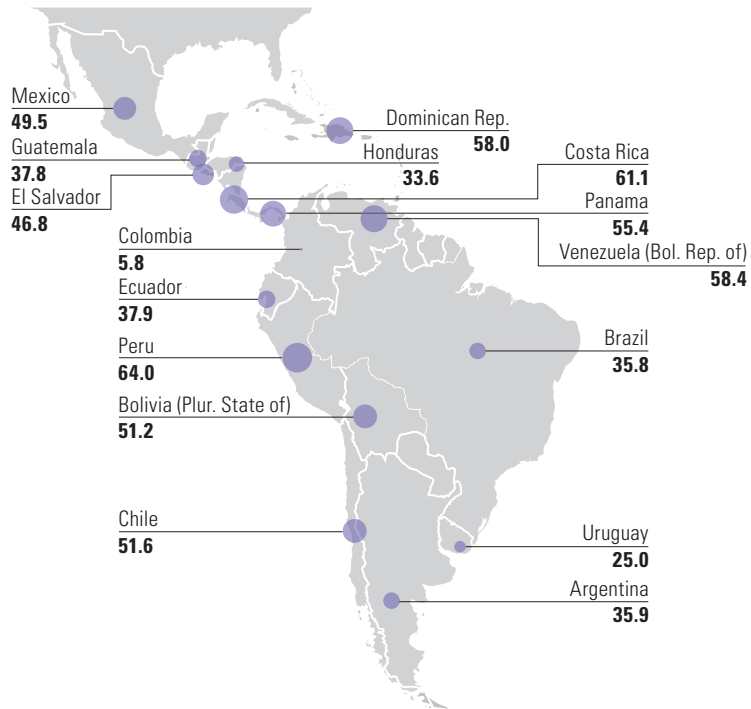 Mexico
49.5
Guatemala
37.8
El Salvador
46.8
Dominican Rep.
58.0
Honduras
33.6
Costa Rica
61.1
Panama
55.4
Venezuela (Bol. Rep. of)
58.4
Colombia
5.8
Ecuador
37.9
Peru
64.0
Bolivia (Plur. State of)
51.2
Chile
51.6
Brazil
35.8
Uruguay
25.0
Argentina
35.9